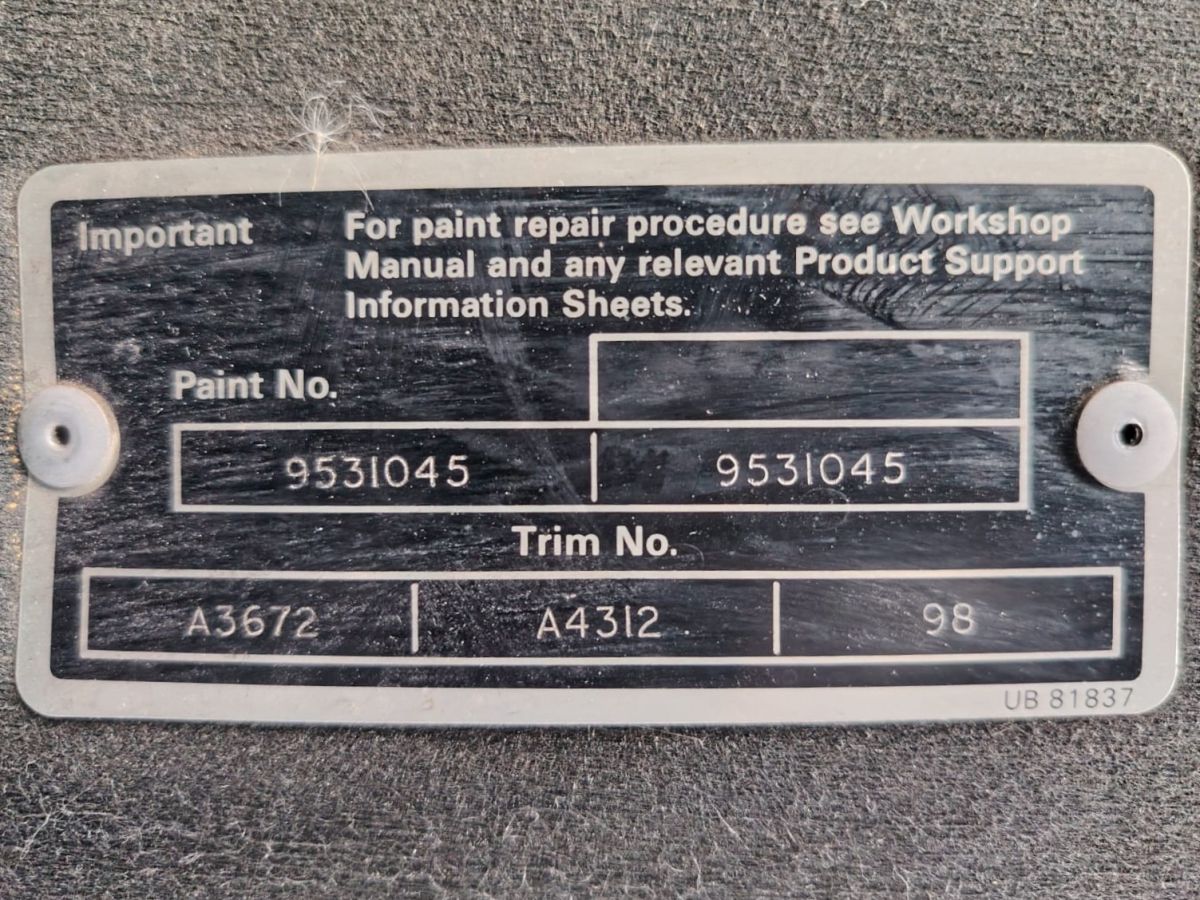 Important For paint repair procedure see Workshop
Manual and any relevant Product Support
Information Sheets.
Paint No.
9531045 9531045
Trim No.
A3672 A4312 98
UB 81837